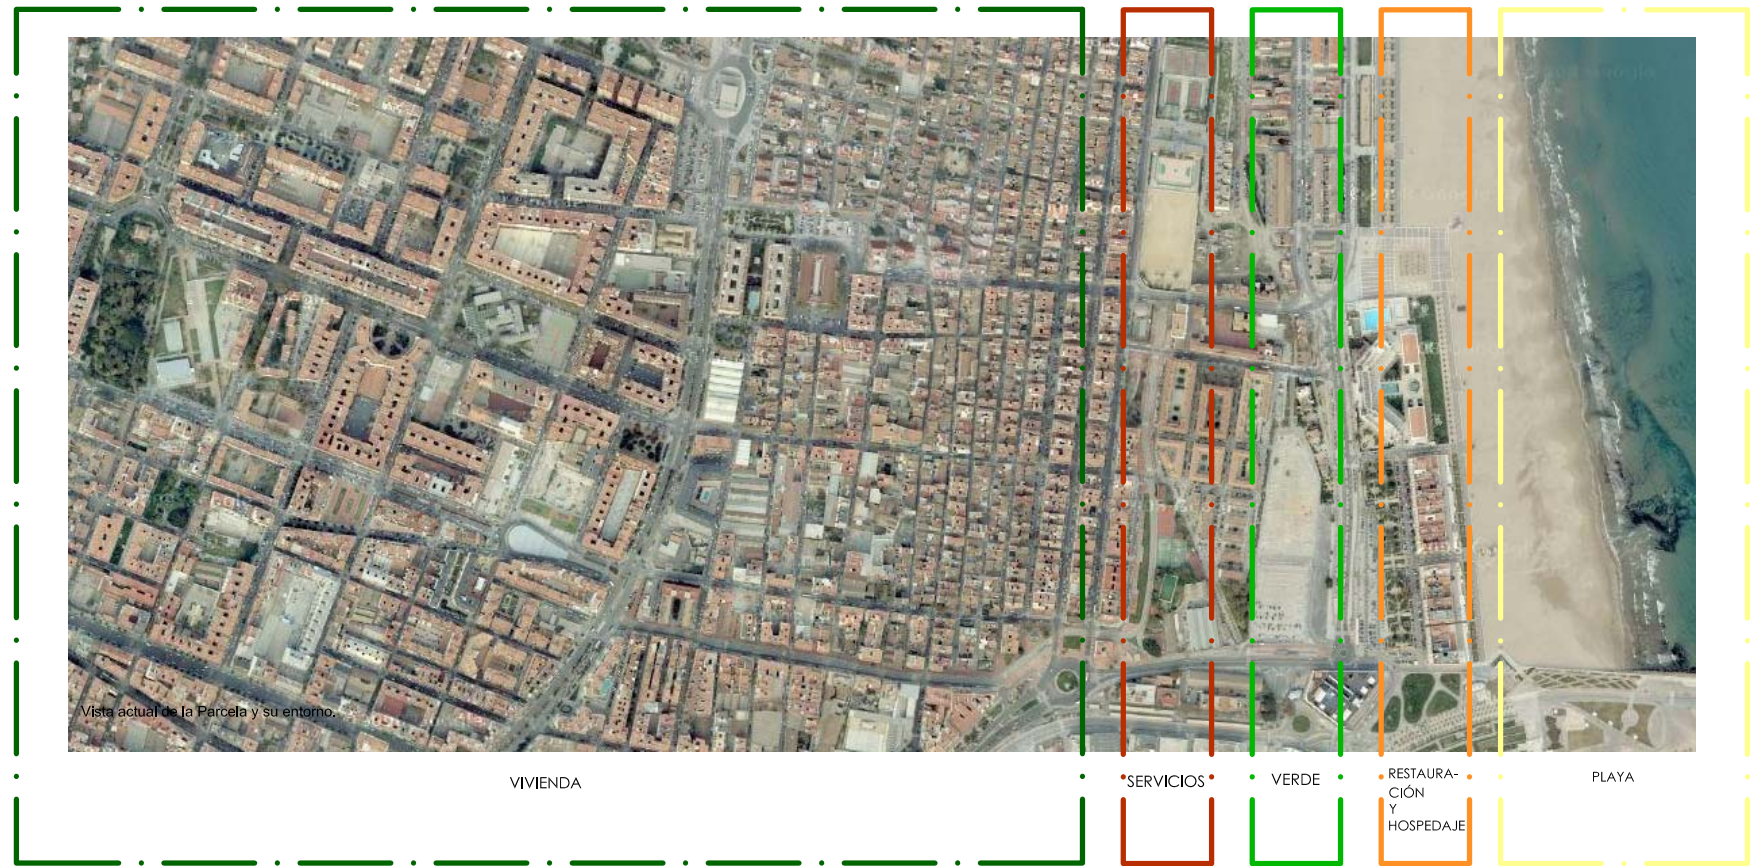 Vista actual de la Parcela y su entorno.
VIVIENDA
SERVICIOS
VERDE
RESTAURA-
CIÓN
Y
HOSPEDAJE
PLAYA